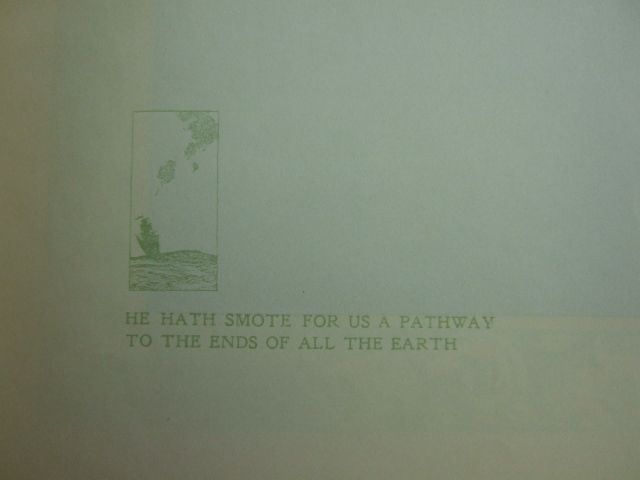 HE HATH SMOTE FOR US A PATHWAY
TO THE ENDS OF ALL THE EARTH